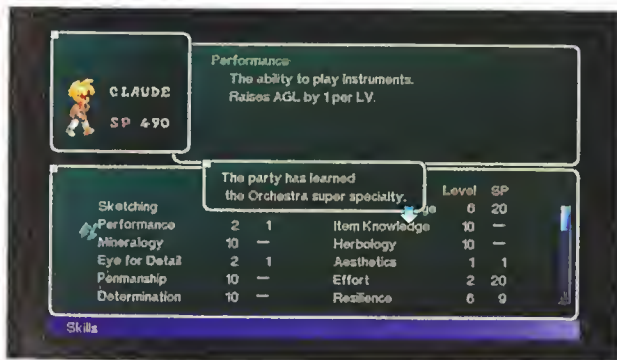 Performance
The ability to play instruments.
Raises AGL by 1 per LV.
CLAUDE
SP 490
The party has learned
the Orchestra super specialty.
Level SP
Sketching 6 20
Performance 2 1 Item Knowledge 10 —
Mineralogy 10 — Herbology 10 —
Eye for Detail 2 1 Aesthetics 1 1
Penmanship 10 — Effort 2 20
Determination 10 — Resilience 6 9
Skills